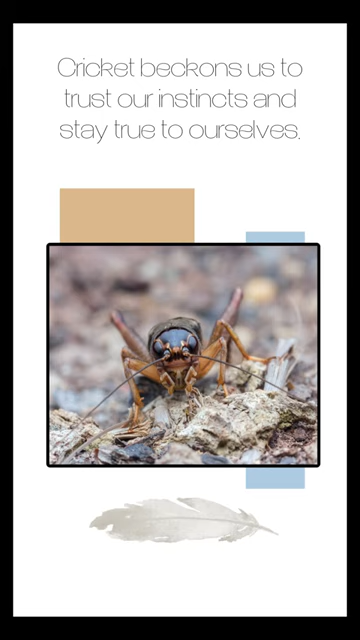 Cricket beckons us to
trust our instincts and
stay true to ourselves.